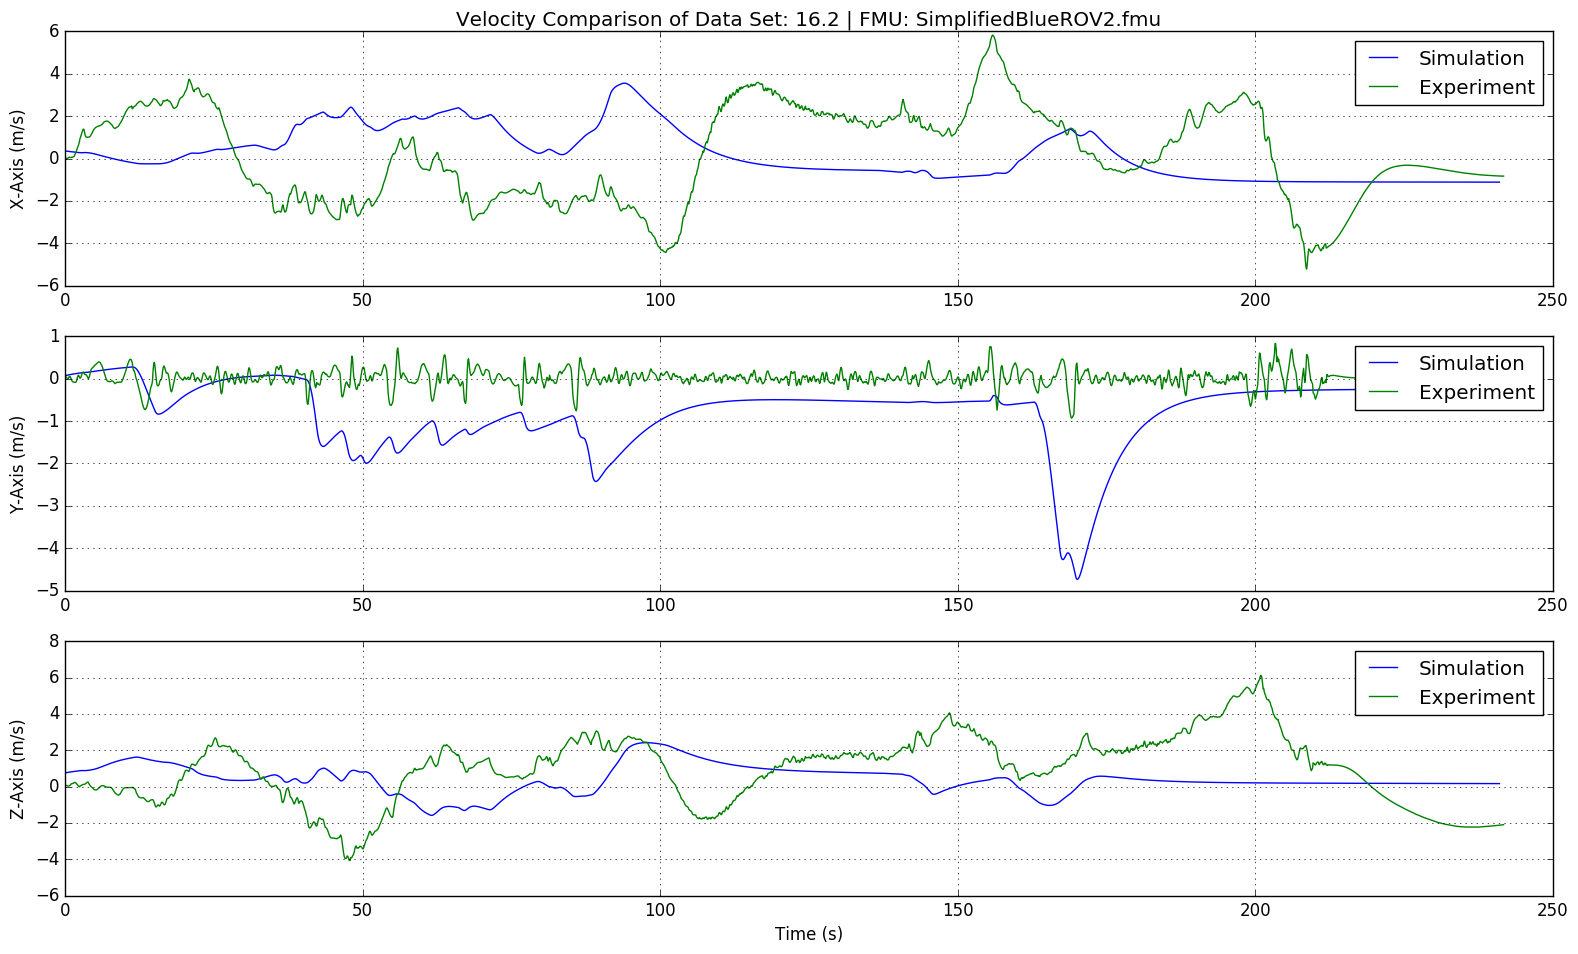 Velocity Comparison of Data Set: 16.2 | FMU: SimplifiedBlueROV2.fmu
X-Axis (m/s)
6
4
2
0
−2
−4
−6
Simulation
Experiment
0 50 100 150 200 250
Y-Axis (m/s)
1
0
−1
−2
−3
−4
−5
Simulation
Experiment
0 50 100 150 200 250
Z-Axis (m/s)
8
6
4
2
0
−2
−4
−6
Simulation
Experiment
0 50 100 150 200 250
Time (s)